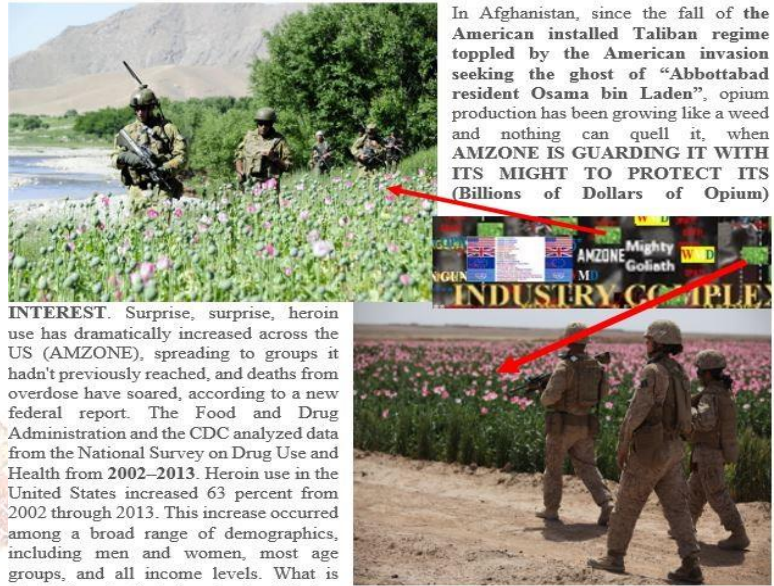 In Afghanistan, since the fall of the
American installed Taliban regime
toppled by the American invasion
seeking the ghost of “Abbottabad
resident Osama bin Laden”, opium
production has been growing like a weed
and nothing can quell it, when
AMZONE IS GUARDING IT WITH
ITS MIGHT TO PROTECT ITS
(Billions of Dollars of Opium)
W D
AMZONE Mighty
Goliath
W D
MD
INDUSTRY COMPLEX
INTEREST. Surprise, surprise, heroin
use has dramatically increased across the
US (AMZONE), spreading to groups it
hadn't previously reached, and deaths from
overdose have soared, according to a new
federal report. The Food and Drug
Administration and the CDC analyzed data
from the National Survey on Drug Use and
Health from 2002–2013. Heroin use in the
United States increased 63 percent from
2002 through 2013. This increase occurred
among a broad range of demographics,
including men and women, most age
groups, and all income levels. What is